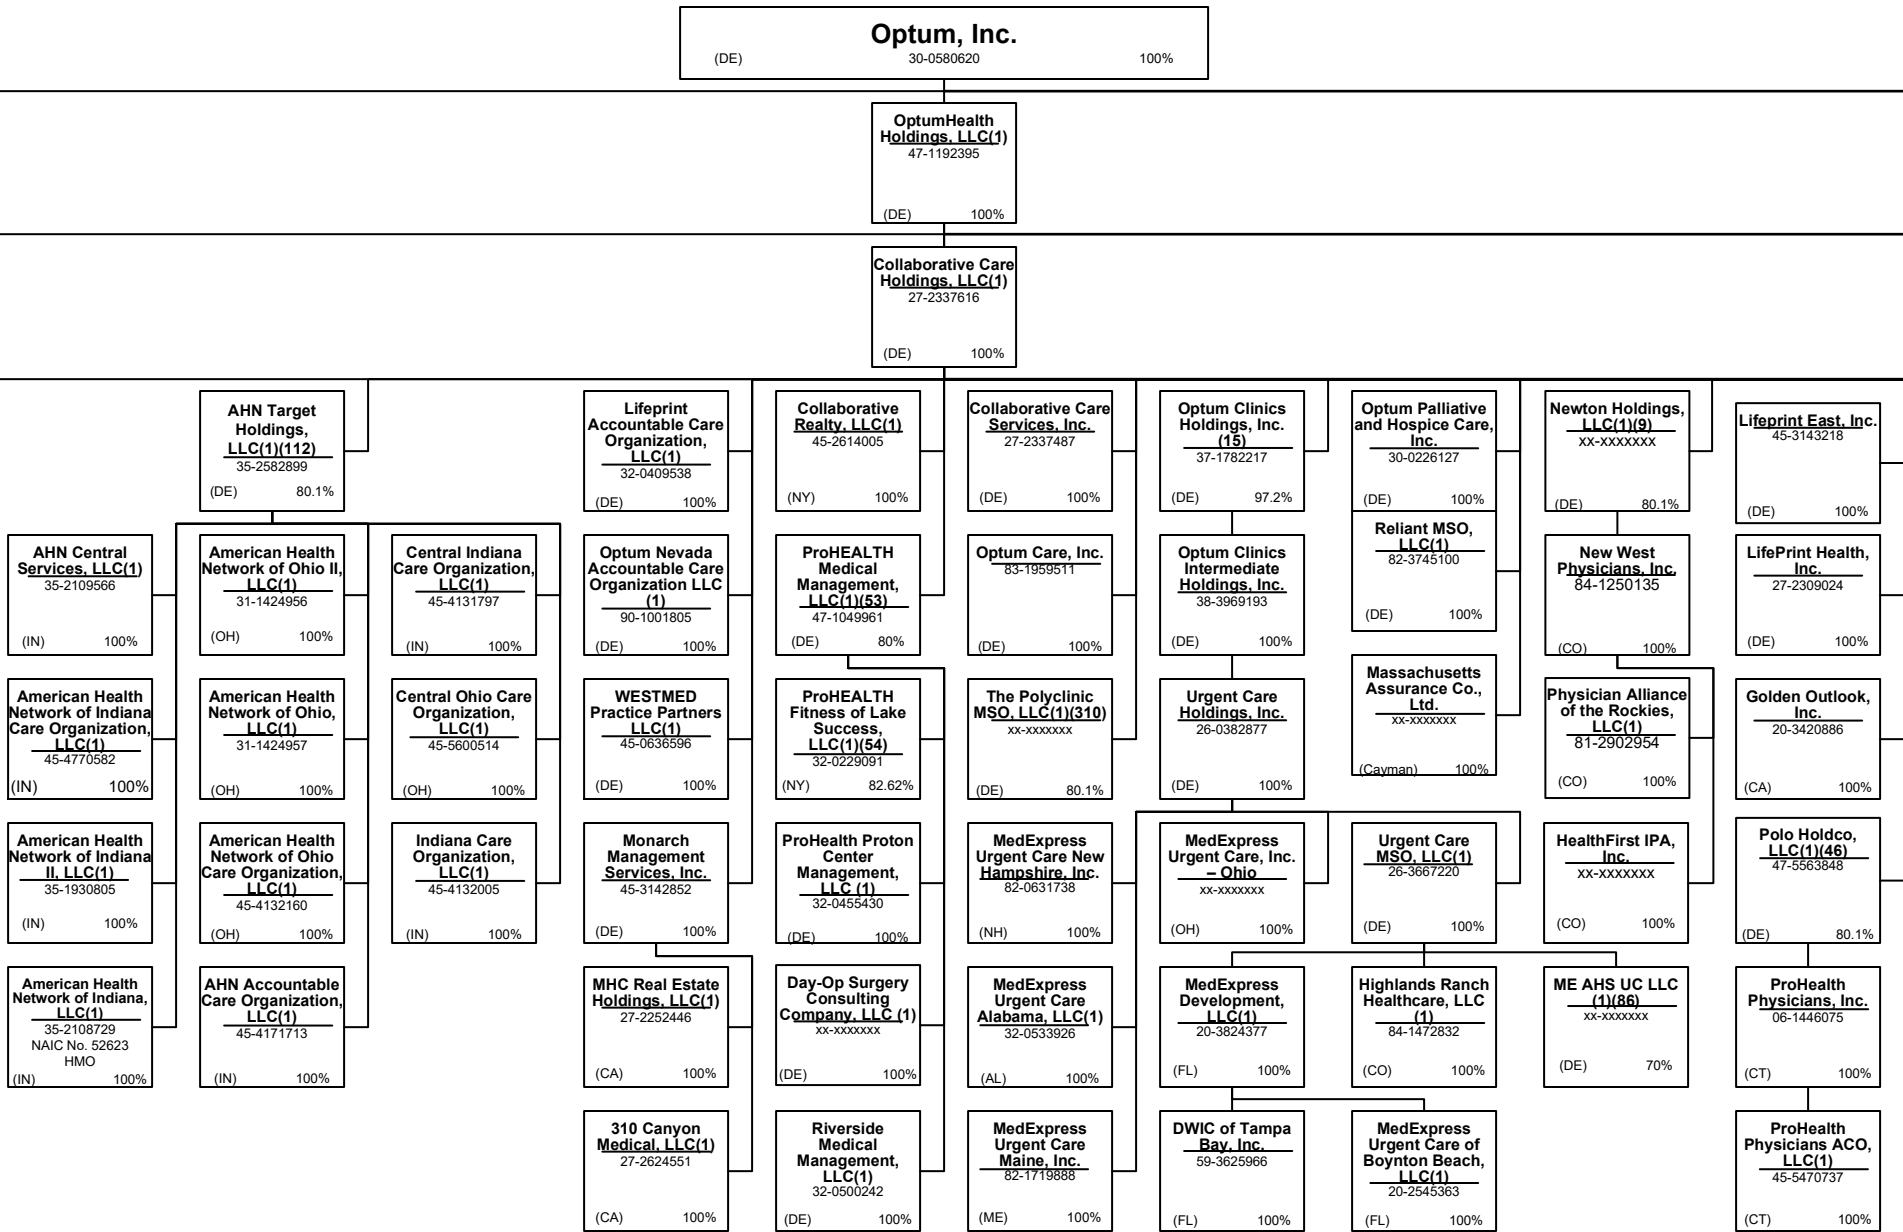 Optum, Inc.
(DE) 30-0580620 100%
OptumHealth
Holdings, LLC(1)
47-1192395
(DE) 100%
Collaborative Care
Holdings, LLC(1)
27-2337616
(DE) 100%
AHN Target
Holdings,
LLC(1)(112)
35-2582899
(DE) 80.1%
Lifeprint
Accountable Care
Organization,
LLC(1)
32-0409538
(DE) 100%
Collaborative
Realty, LLC(1)
45-2614005
(NY) 100%
Collaborative Care
Services, Inc.
27-2337487
(DE) 100%
Optum Clinics
Holdings, Inc.
(15)
37-1782217
(DE) 97.2%
Optum Palliative
and Hospice Care,
Inc.
30-0226127
(DE) 100%
Newton Holdings,
LLC(1)(9)
xx-xxxxxxx
(DE) 80.1%
Lifeprint East, Inc.
45-3143218
(DE) 100%
AHN Central
Services, LLC(1)
35-2109566
(IN) 100%
American Health
Network of Ohio II,
LLC(1)
31-1424956
(OH) 100%
Central Indiana
Care Organization,
LLC(1)
45-4131797
(IN) 100%
Optum Nevada
Accountable Care
Organization LLC
(1)
90-1001805
(DE) 100%
ProHEALTH
Medical
Management,
LLC(1)(53)
47-1049961
(DE) 80%
Optum Care, Inc.
83-1959511
(DE) 100%
Optum Clinics
Intermediate
Holdings, Inc.
38-3969193
(DE) 100%
Reliant MSO,
LLC(1)
82-3745100
(DE) 100%
New West
Physicians, Inc.
84-1250135
(CO) 100%
LifePrint Health,
Inc.
27-2309024
(DE) 100%
American Health
Network of Indiana
Care Organization,
LLC(1)
45-4770582
(IN) 100%
American Health
Network of Ohio,
LLC(1)
31-1424957
(OH) 100%
Central Ohio Care
Organization,
LLC(1)
45-5600514
(OH) 100%
WESTMED
Practice Partners
LLC(1)
45-0636596
(DE) 100%
ProHEALTH
Fitness of Lake
Success,
LLC(1)(54)
32-0229091
(NY) 82.62%
The Polyclinic
MSO, LLC(1)(310)
xx-xxxxxxx
(DE) 80.1%
Urgent Care
Holdings, Inc.
26-0382877
(DE) 100%
Massachusetts
Assurance Co.,
Ltd.
xx-xxxxxxx
(Cayman) 100%
Physician Alliance
of the Rockies,
LLC(1)
81-2902954
(CO) 100%
Golden Outlook,
Inc.
20-3420886
(CA) 100%
American Health
Network of Indiana
II, LLC(1)
35-1930805
(IN) 100%
American Health
Network of Ohio
Care Organization,
LLC(1)
45-4132160
(OH) 100%
Indiana Care
Organization,
LLC(1)
45-4132005
(IN) 100%
Monarch
Management
Services, Inc.
45-3142852
(DE) 100%
ProHealth Proton
Center
Management,
LLC (1)
32-0455430
(DE) 100%
MedExpress
Urgent Care New
Hampshire, Inc.
82-0631738
(NH) 100%
MedExpress
Urgent Care, Inc.
– Ohio
xx-xxxxxxx
(OH) 100%
Urgent Care
MSO, LLC(1)
26-3667220
(DE) 100%
HealthFirst IPA,
Inc.
xx-xxxxxxx
(CO) 100%
Polo Holdco,
LLC(1)(46)
47-5563848
(DE) 80.1%
American Health
Network of Indiana,
LLC(1)
35-2108729
NAIC No. 52623
HMO
(IN) 100%
AHN Accountable
Care Organization,
LLC(1)
45-4171713
(IN) 100%
MHC Real Estate
Holdings, LLC(1)
27-2252446
(CA) 100%
Day-Op Surgery
Consulting
Company, LLC (1)
xx-xxxxxxx
(DE) 100%
MedExpress
Urgent Care
Alabama, LLC(1)
32-0533926
(AL) 100%
MedExpress
Development,
LLC(1)
20-3824377
(FL) 100%
Highlands Ranch
Healthcare, LLC
(1)
84-1472832
(CO) 100%
ME AHS UC LLC
(1)(86)
xx-xxxxxxx
(DE) 70%
ProHealth
Physicians, Inc.
06-1446075
(CT) 100%
310 Canyon
Medical, LLC(1)
27-2624551
(CA) 100%
Riverside
Medical
Management,
LLC(1)
32-0500242
(DE) 100%
MedExpress
Urgent Care
Maine, Inc.
82-1719888
(ME) 100%
DWIC of Tampa
Bay, Inc.
59-3625966
(FL) 100%
MedExpress
Urgent Care of
Boynton Beach,
LLC(1)
20-2545363
(FL) 100%
ProHealth
Physicians ACO,
LLC(1)
45-5470737
(CT) 100%